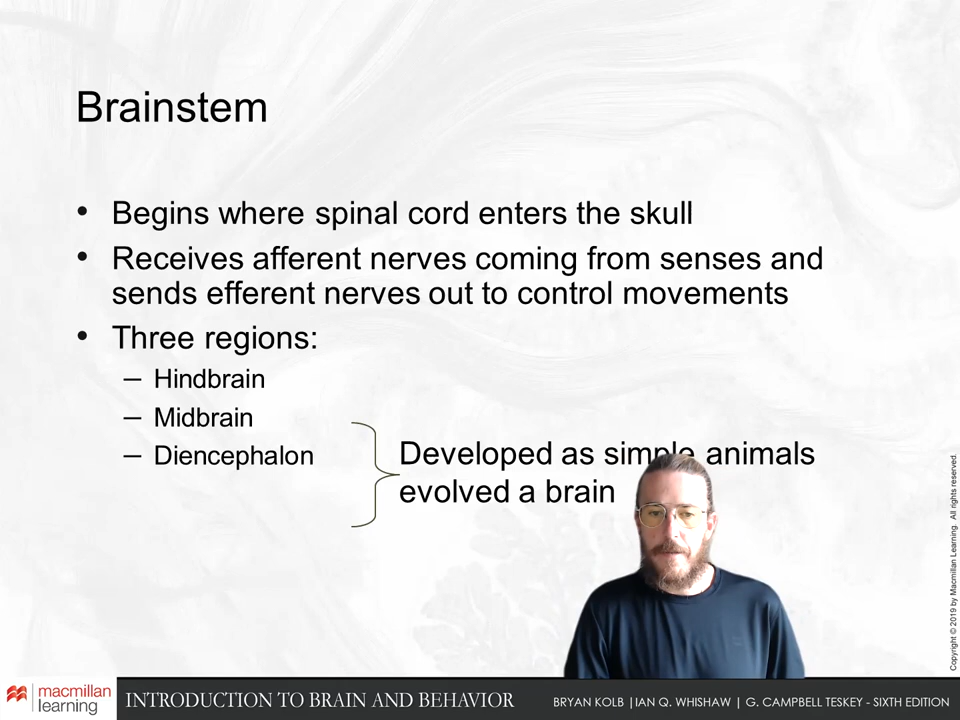 Brainstem
• Begins where spinal cord enters the skull
• Receives afferent nerves coming from senses and
sends efferent nerves out to control movements
• Three regions:
– Hindbrain
– Midbrain
– Diencephalon
Developed as simple animals
evolved a brain
Copyright © 2019 by Macmillan Learning. All rights reserved.
macmillan
learning
INTRODUCTION TO BRAIN AND BEHAVIOR
BRYAN KOLB |IAN Q. WHISHAW | G. CAMPBELL TESKEY - SIXTH EDITION